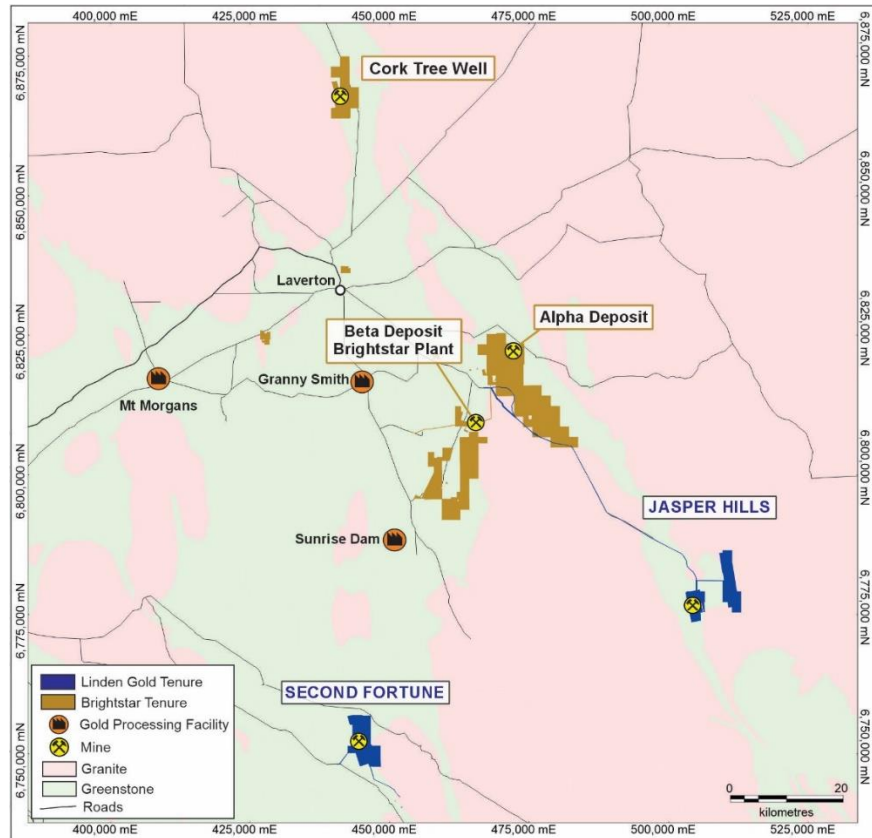 400,000 mE
425,000 mE
450,000 mE
475,000 mE
500,000 mE
525,000 mE
6,875,000 mN
6,875,000 mN
Cork Tree Well
6,850,000 mN
6,850,000 mN
Laverton
Beta Deposit
Brightstar Plant
Alpha Deposit
6,825,000 mN
6,825,000 mN
Granny Smith
Mt Morgans
6,800,000 mN
6,800,000 mN
JASPER HILLS
Sunrise Dam
6,775,000 mN
6,775,000 mN
SECOND FORTUNE
6,750,000 mN
6,750,000 mN
Linden Gold Tenure
Brightstar Tenure
Gold Processing Facility
Mine
Granite
Greenstone
Roads
0 20
kilometres
400,000 mE
425,000 mE
450,000 mE
475,000 mE
500,000 mE
525,000 mE